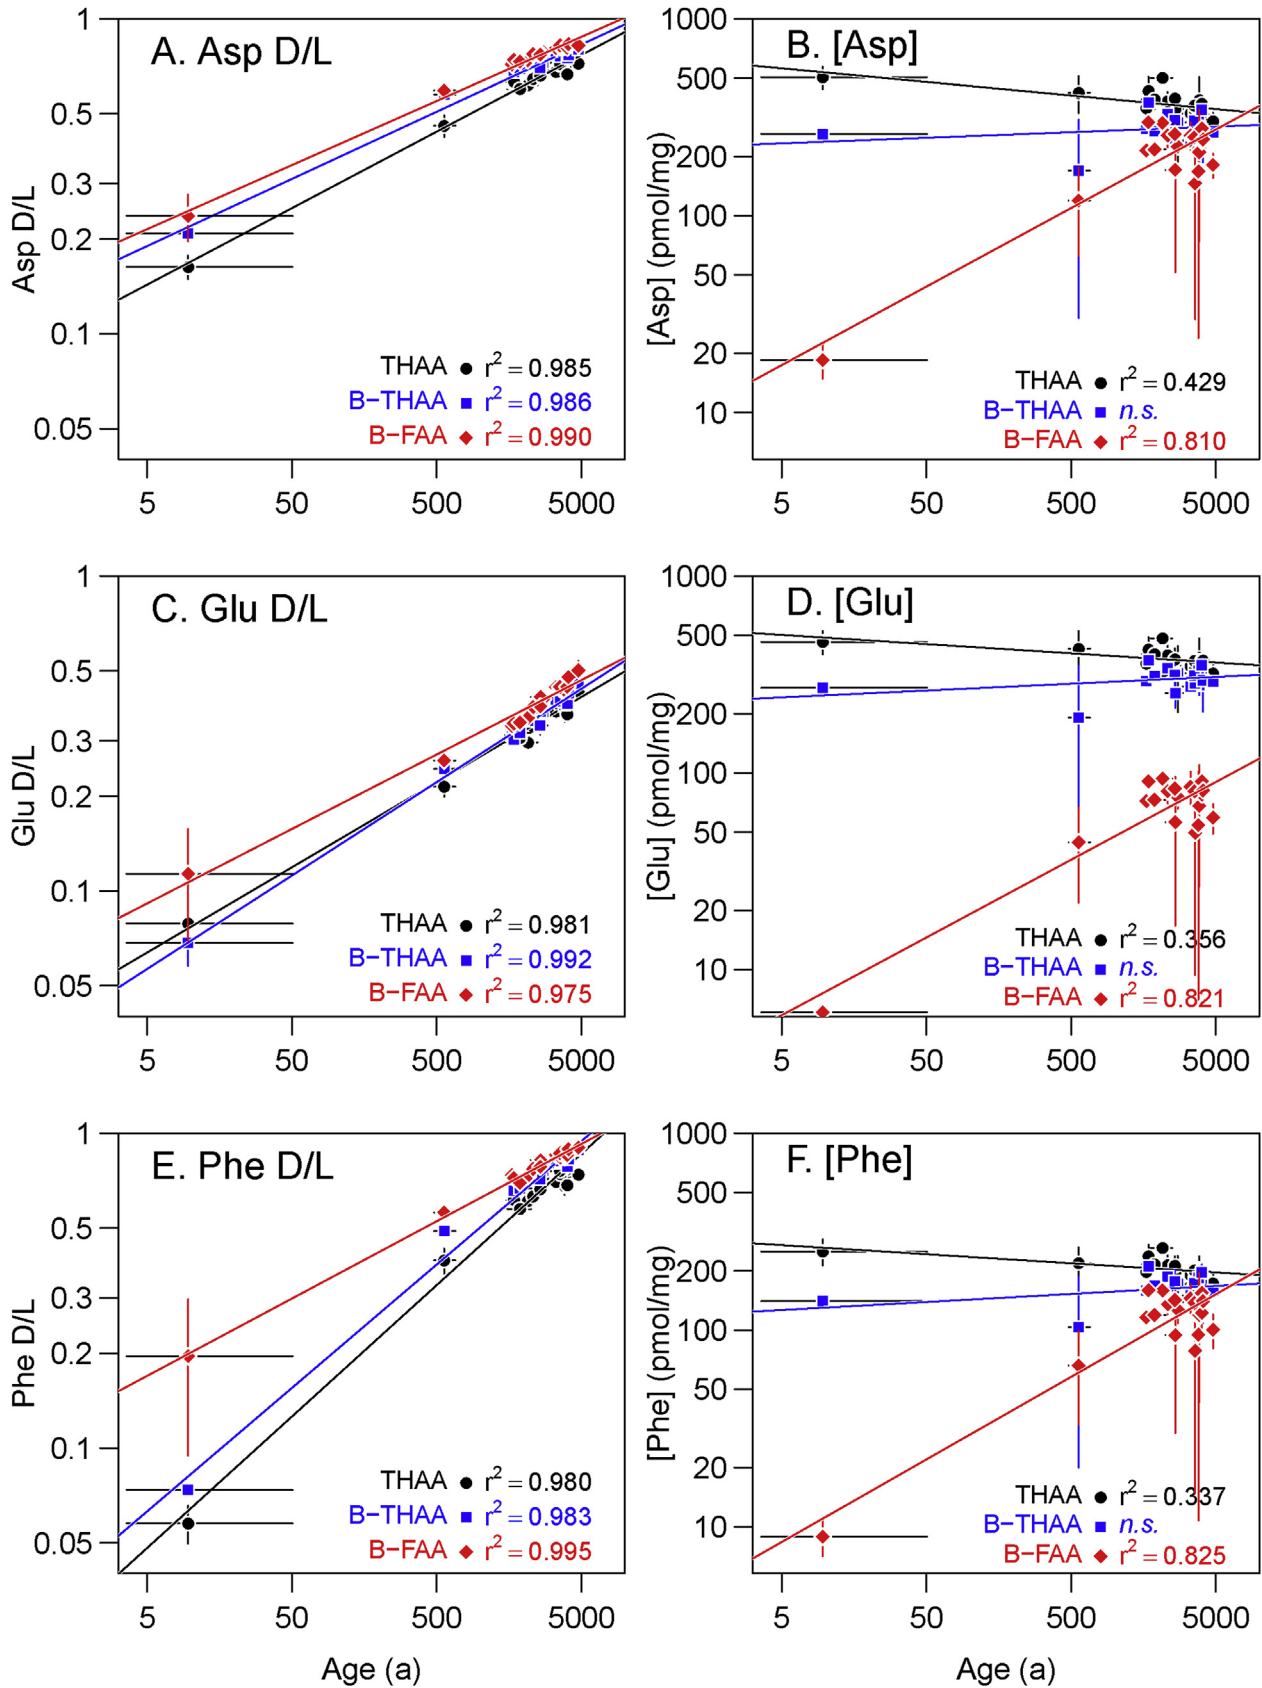 A. Asp D/L
Asp D/L
1
0.5
0.3
0.2
0.1
0.05
THAA r² = 0.985
B−THAA r² = 0.986
B−FAA r² = 0.990
5 50 500 5000
B. [Asp]
[Asp] (pmol/mg)
1000
500
200
100
50
20
10
THAA r² = 0.429
B−THAA n.s.
B−FAA r² = 0.810
5 50 500 5000
C. Glu D/L
Glu D/L
1
0.5
0.3
0.2
0.1
0.05
THAA r² = 0.981
B−THAA r² = 0.992
B−FAA r² = 0.975
5 50 500 5000
D. [Glu]
[Glu] (pmol/mg)
1000
500
200
100
50
20
10
THAA r² = 0.356
B−THAA n.s.
B−FAA r² = 0.821
5 50 500 5000
E. Phe D/L
Phe D/L
1
0.5
0.3
0.2
0.1
0.05
THAA r² = 0.980
B−THAA r² = 0.983
B−FAA r² = 0.995
5 50 500 5000
Age (a)
F. [Phe]
[Phe] (pmol/mg)
1000
500
200
100
50
20
10
THAA r² = 0.337
B−THAA n.s.
B−FAA r² = 0.825
5 50 500 5000
Age (a)